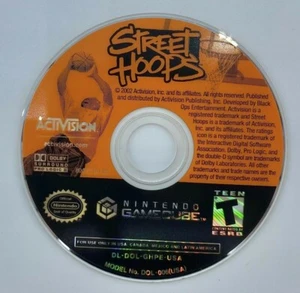 STREET
HOOPS
© 2002 Activision, Inc. and its affiliates. All rights reserved. Published
and distributed by Activision Publishing, Inc. Developed by Black
Ops Entertainment. Activision is a
registered trademark and Street
Hoops is a trademark of Activision,
Inc. and its affiliates. The ratings
icon is a registered trademark of
the Interactive Digital Software
Association. Dolby, Pro Logic, and
the double-D symbol are trademarks
of Dolby Laboratories. All other
trademarks and trade names are the
property of their respective owners.
ACTIVISION
DOLBY
SURROUND
PRO LOGIC II
activision.com
NINTENDO
GAMECUBE™
TEEN
T
ESRB
FOR USE ONLY IN USA, CANADA, MEXICO AND LATIN AMERICA.
DL-DOL-GHPE-USA
MODEL NO. DOL-006(USA)